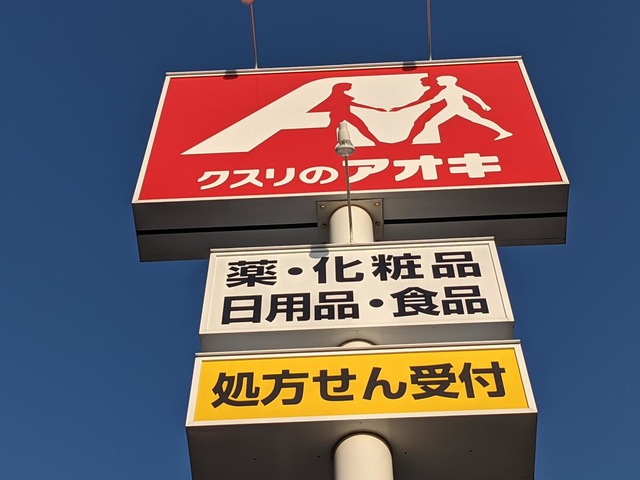 クスリのアオキ
薬・化粧品
日用品・食品
処方せん受付